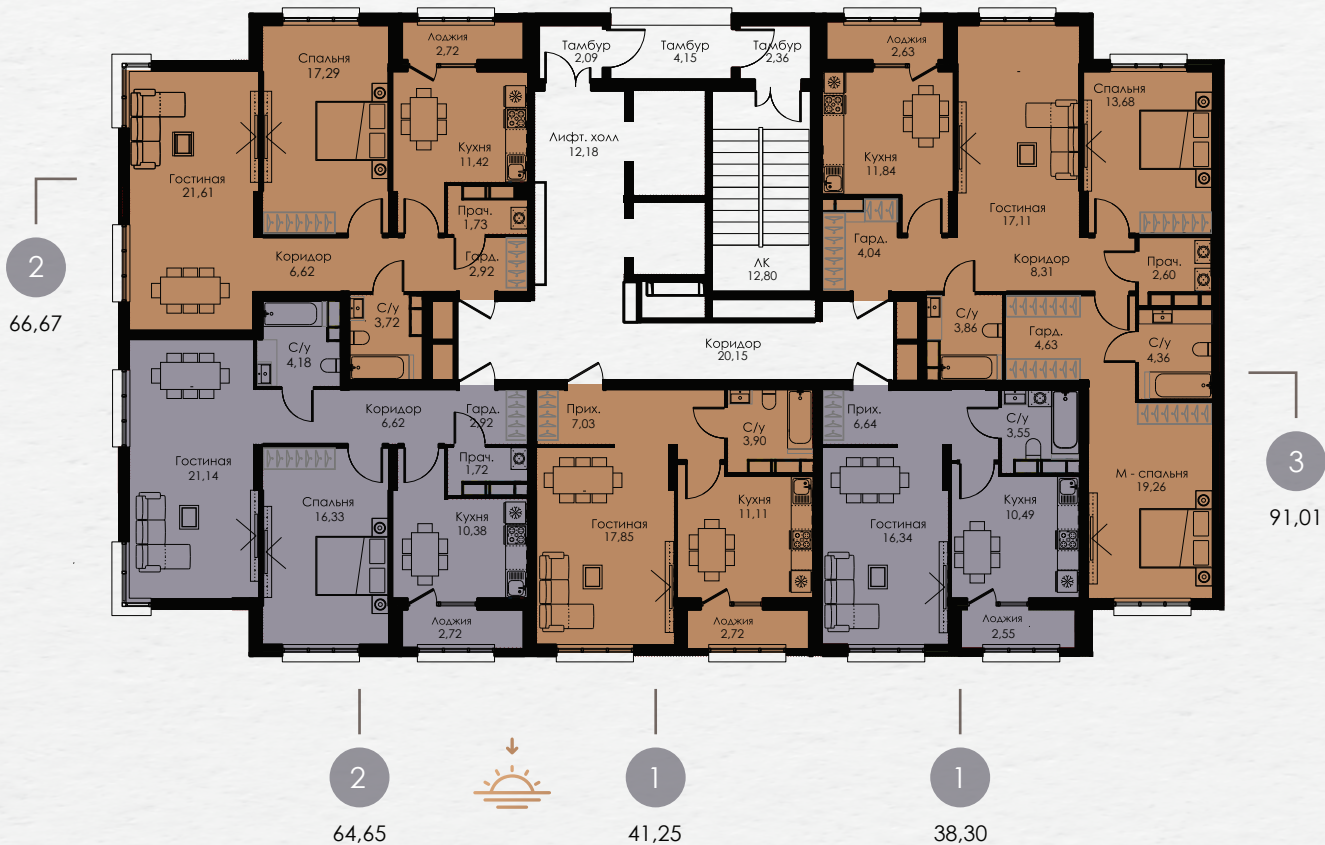 Лоджия
2,72
Тамбур
2,09
Тамбур
4,15
Тамбур
2,36
Лоджия
2,63
Спальня
17,29
Спальня
13,68
Кухня
11,42
Лифт. холл
12,18
Кухня
11,84
Гостиная
21,61
Прач.
1,73
Гостиная
17,11
Гард.
2,92
Гард.
4,04
Коридор
6,62
ЛК
12,80
Коридор
8,31
Прач.
2,60
2
66,67
С/у
3,72
С/у
3,86
Гард.
4,63
С/у
4,36
С/у
4,18
Коридор
20,15
Коридор
6,62
Гард.
2,92
Прих.
7,03
С/у
3,90
Прих.
6,64
С/у
3,55
Гостиная
21,14
Прач.
1,72
М - спальня
19,26
3
91,01
Спальня
16,33
Кухня
10,38
Гостиная
17,85
Кухня
11,11
Гостиная
16,34
Кухня
10,49
Лоджия
2,72
Лоджия
2,72
Лоджия
2,55
2
64,65
1
41,25
1
38,30